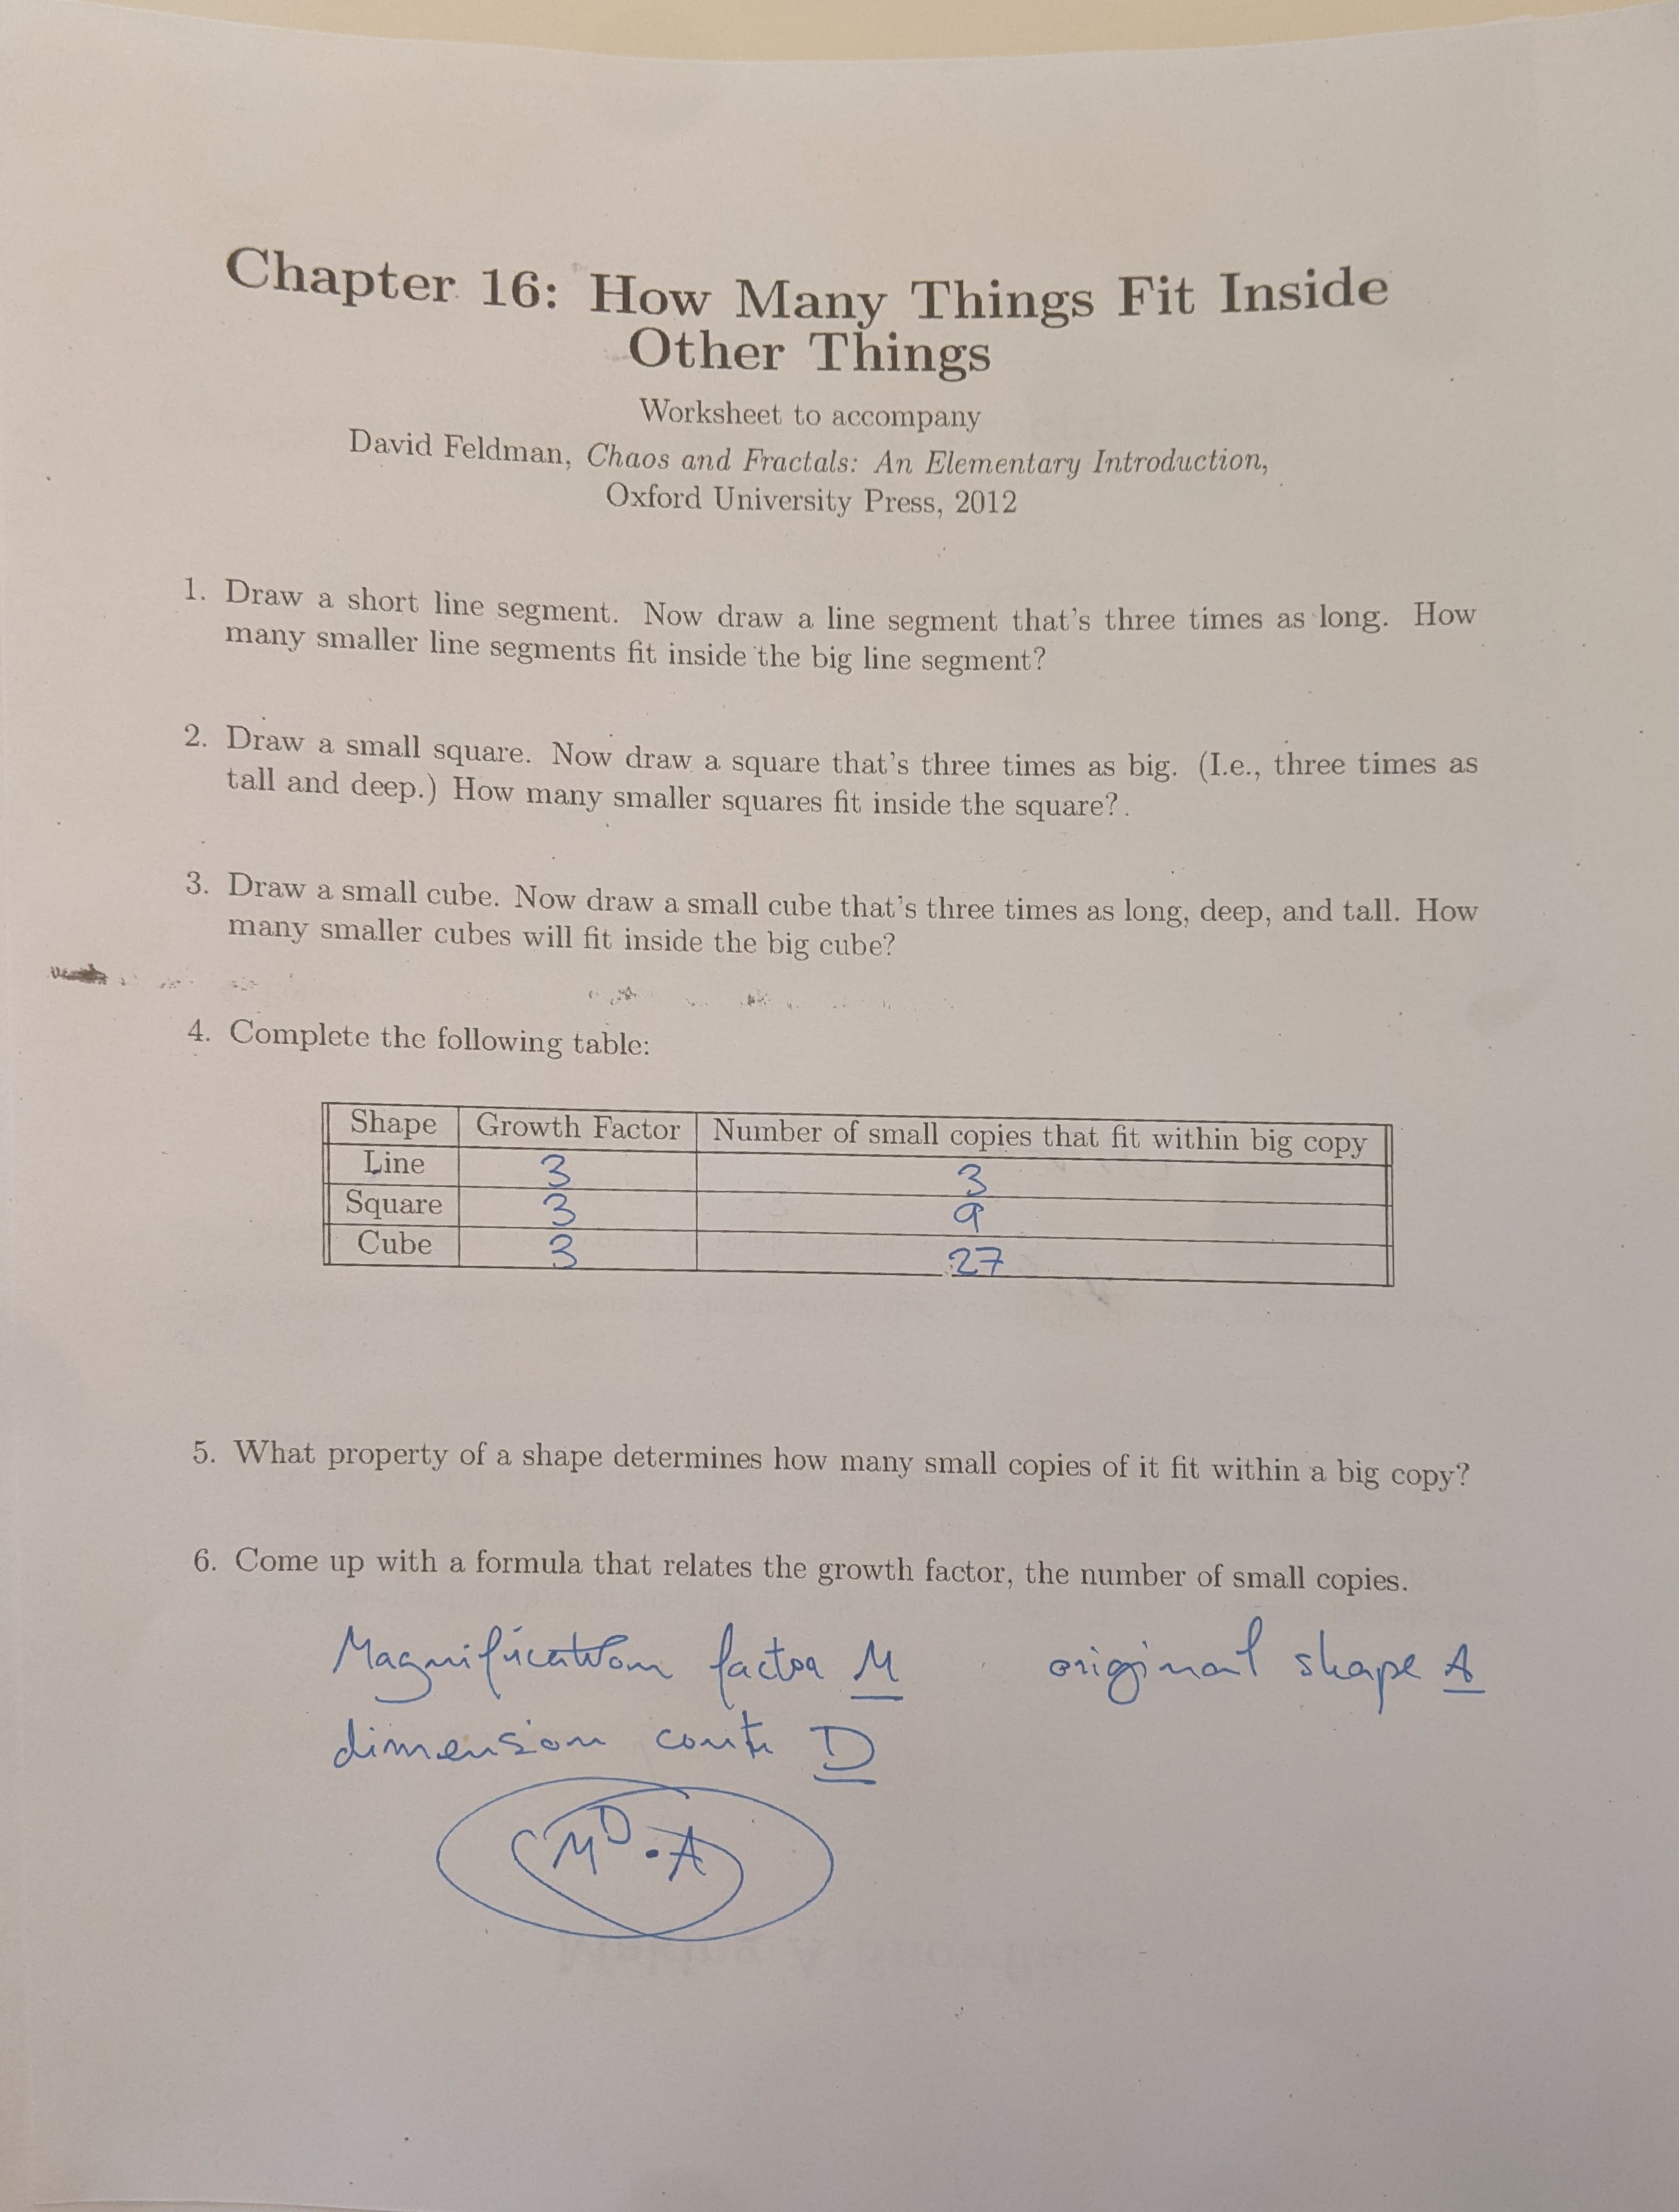 Chapter 16: How Many Things Fit Inside
Other Things
Worksheet to accompany
David Feldman, Chaos and Fractals: An Elementary Introduction,
Oxford University Press, 2012
1. Draw a short line segment. Now draw a line segment that's three times as long. How
many smaller line segments fit inside the big line segment?
2. Draw a small square. Now draw a square that's three times as big. (I.e., three times as
tall and deep.) How many smaller squares fit inside the square?
3. Draw a small cube. Now draw a small cube that's three times as long, deep, and tall. How
many smaller cubes will fit inside the big cube?
4. Complete the following table:
Shape Growth Factor Number of small copies that fit within big copy
Line 3 3
Square 3 9
Cube 3 27
5. What property of a shape determines how many small copies of it fit within a big copy?
6. Come up with a formula that relates the growth factor, the number of small copies.
Magnification factor M original shape A
dimension D
M^D · A